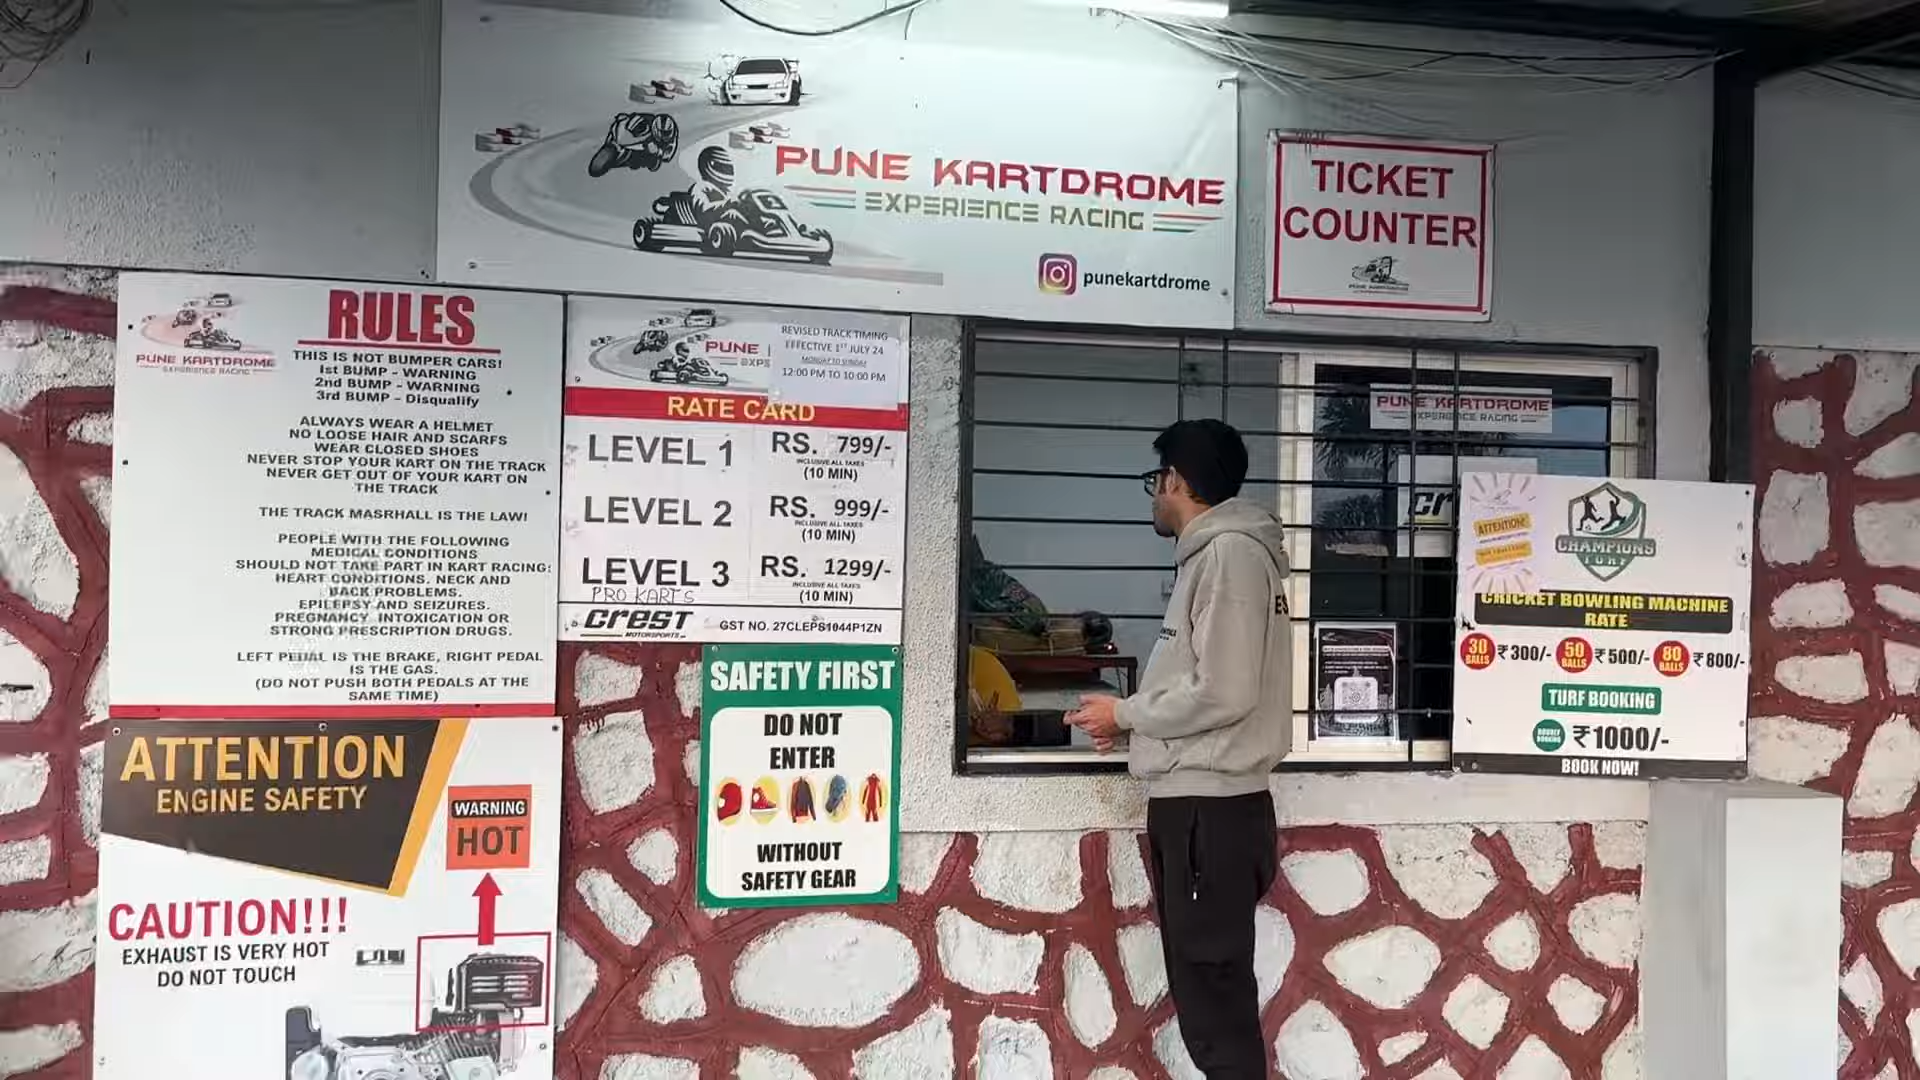 PUNE KARTDROME
EXPERIENCE RACING
punekartdrome
TICKET
COUNTER
PUNE KARTDROME
PUNE KARTDROME
EXPERIENCE RACING
RULES
THIS IS NOT BUMPER CARS!
1st BUMP - WARNING
2nd BUMP - WARNING
3rd BUMP - Disqualify
ALWAYS WEAR A HELMET
NO LOOSE HAIR AND SCARFS
WEAR CLOSED SHOES
NEVER STOP YOUR KART ON THE TRACK
NEVER GET OUT OF YOUR KART ON
THE TRACK
THE TRACK MASRHALL IS THE LAW!
PEOPLE WITH THE FOLLOWING
MEDICAL CONDITIONS
SHOULD NOT TAKE PART IN KART RACING:
HEART CONDITIONS. NECK AND
BACK PROBLEMS.
EPILEPSY AND SEIZURES.
PREGNANCY INTOXICATION OR
STRONG PRESCRIPTION DRUGS.
LEFT PEDAL IS THE BRAKE, RIGHT PEDAL
IS THE GAS.
(DO NOT PUSH BOTH PEDALS AT THE
SAME TIME)
PUNE
EXPE
REVISED TRACK TIMING
EFFECTIVE 1ST JULY 24
MONDAY TO SUNDAY
12:00 PM TO 10:00 PM
RATE CARD
LEVEL 1 RS. 799/-
INCLUSIVE ALL TAXES
(10 MIN)
LEVEL 2 RS. 999/-
INCLUSIVE ALL TAXES
(10 MIN)
LEVEL 3 RS. 1299/-
PRO KARTS
INCLUSIVE ALL TAXES
(10 MIN)
CREST
MOTORSPORTS
GST NO. 27CLEPS1044P1ZN
PUNE KARTDROME
EXPERIENCE RACING
cr
ATTENTION!
CHAMPIONS
TURF
CRICKET BOWLING MACHINE
RATE
30 BALLS ₹300/- 50 BALLS ₹500/- 80 BALLS ₹800/-
TURF BOOKING
₹1000/-
BOOK NOW!
SAFETY FIRST
DO NOT
ENTER
WITHOUT
SAFETY GEAR
ATTENTION
ENGINE SAFETY
WARNING
HOT
CAUTION!!!
EXHAUST IS VERY HOT
DO NOT TOUCH
ES